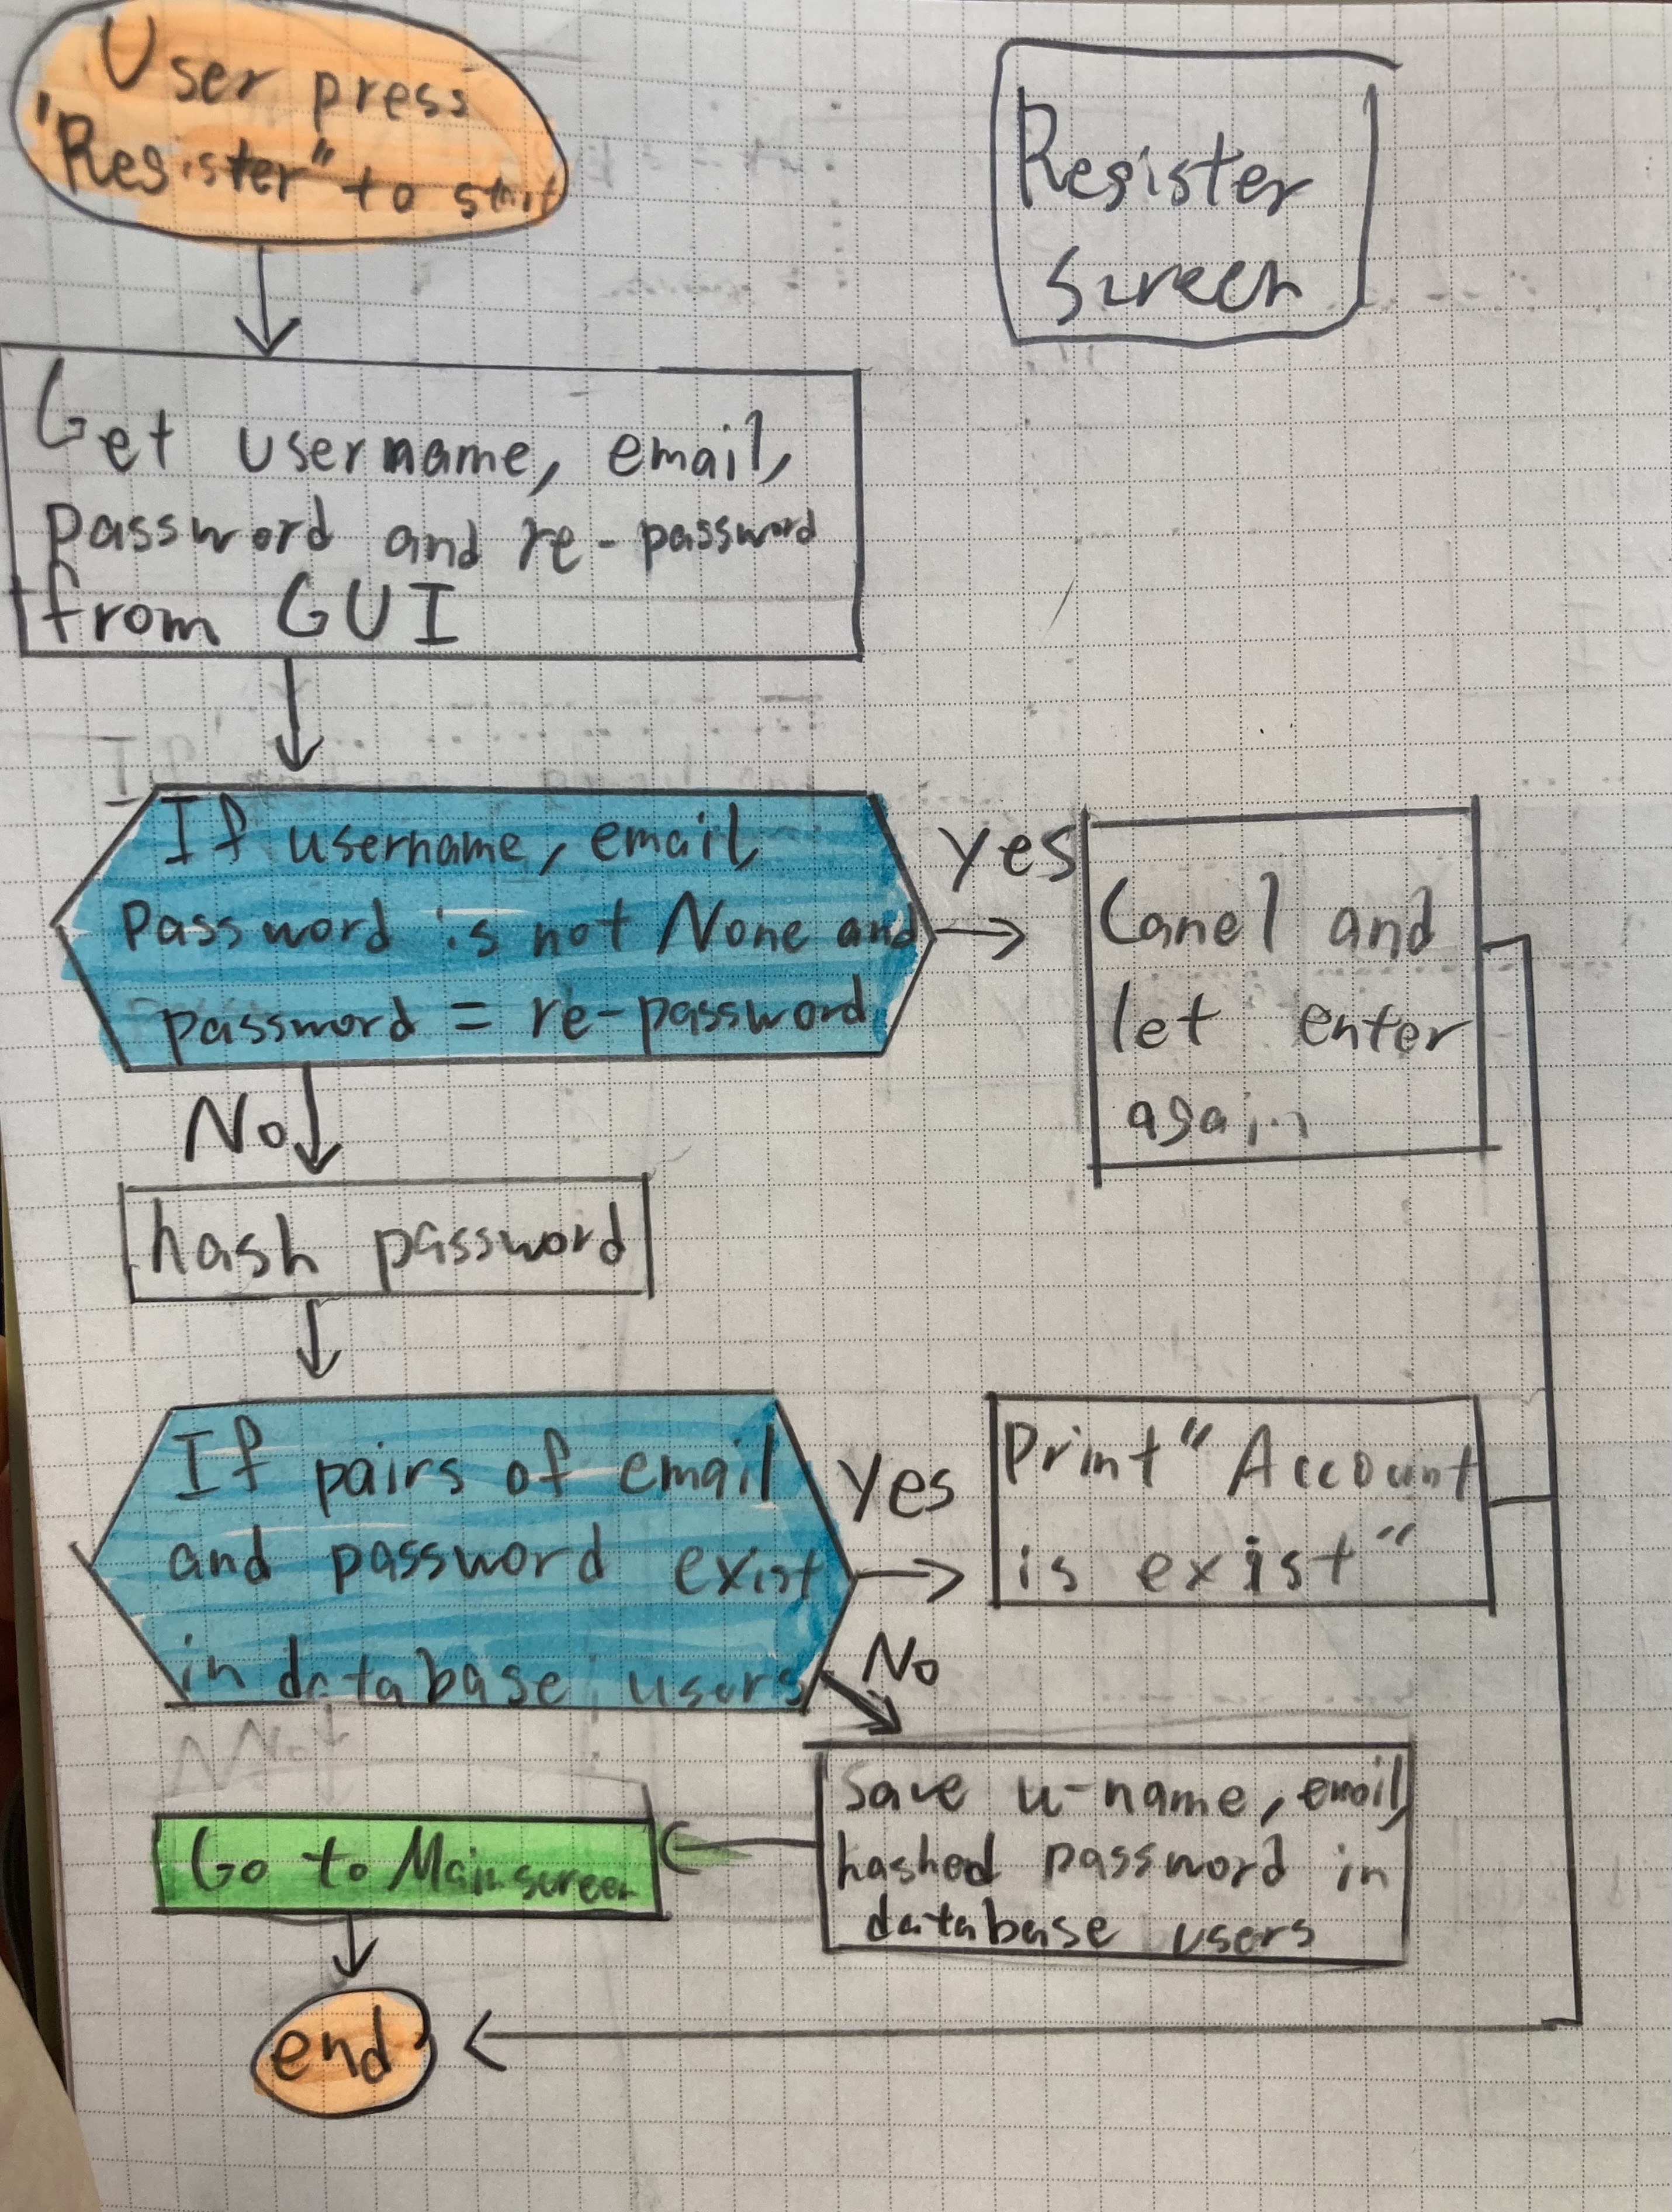 User press
"Register" to start
Register
screen
Get username, email,
password and re-password
from GUI
If username, email,
Password is not None and
password = re-password
yes
Canel and
let enter
again
No
hash password
If pairs of email
and password exist
in database users
yes
Print "Account
is exist"
No
Save u-name, email,
hashed password in
database users
Go to Mainscreen
end